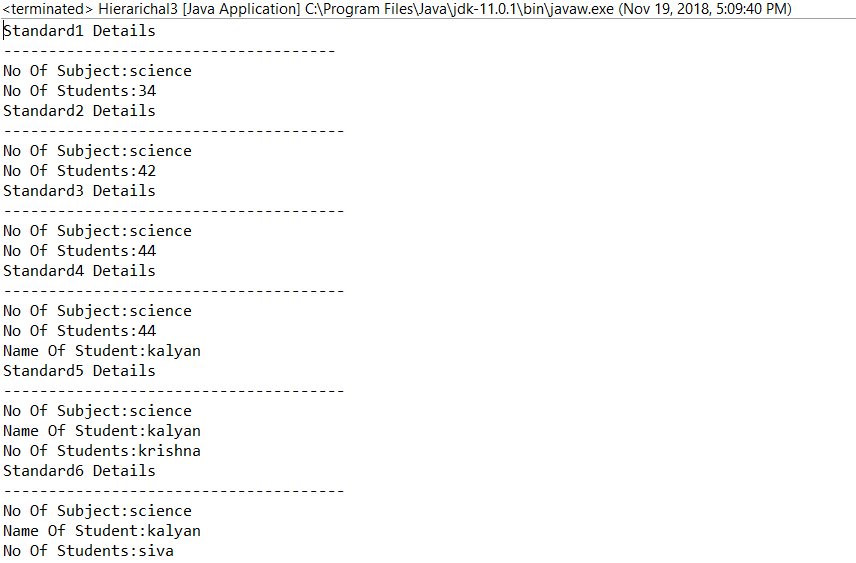 <terminated> Hierarichal3 [Java Application] C:\Program Files\Java\jdk-11.0.1\bin\javaw.exe (Nov 19, 2018, 5:09:40 PM)
Standard1 Details
-------------------------------------
No Of Subject:science
No Of Students:34
Standard2 Details
--------------------------------------
No Of Subject:science
No Of Students:42
Standard3 Details
--------------------------------------
No Of Subject:science
No Of Students:44
Standard4 Details
--------------------------------------
No Of Subject:science
No Of Students:44
Name Of Student:kalyan
Standard5 Details
--------------------------------------
No Of Subject:science
Name Of Student:kalyan
No Of Students:krishna
Standard6 Details
--------------------------------------
No Of Subject:science
Name Of Student:kalyan
No Of Students:siva